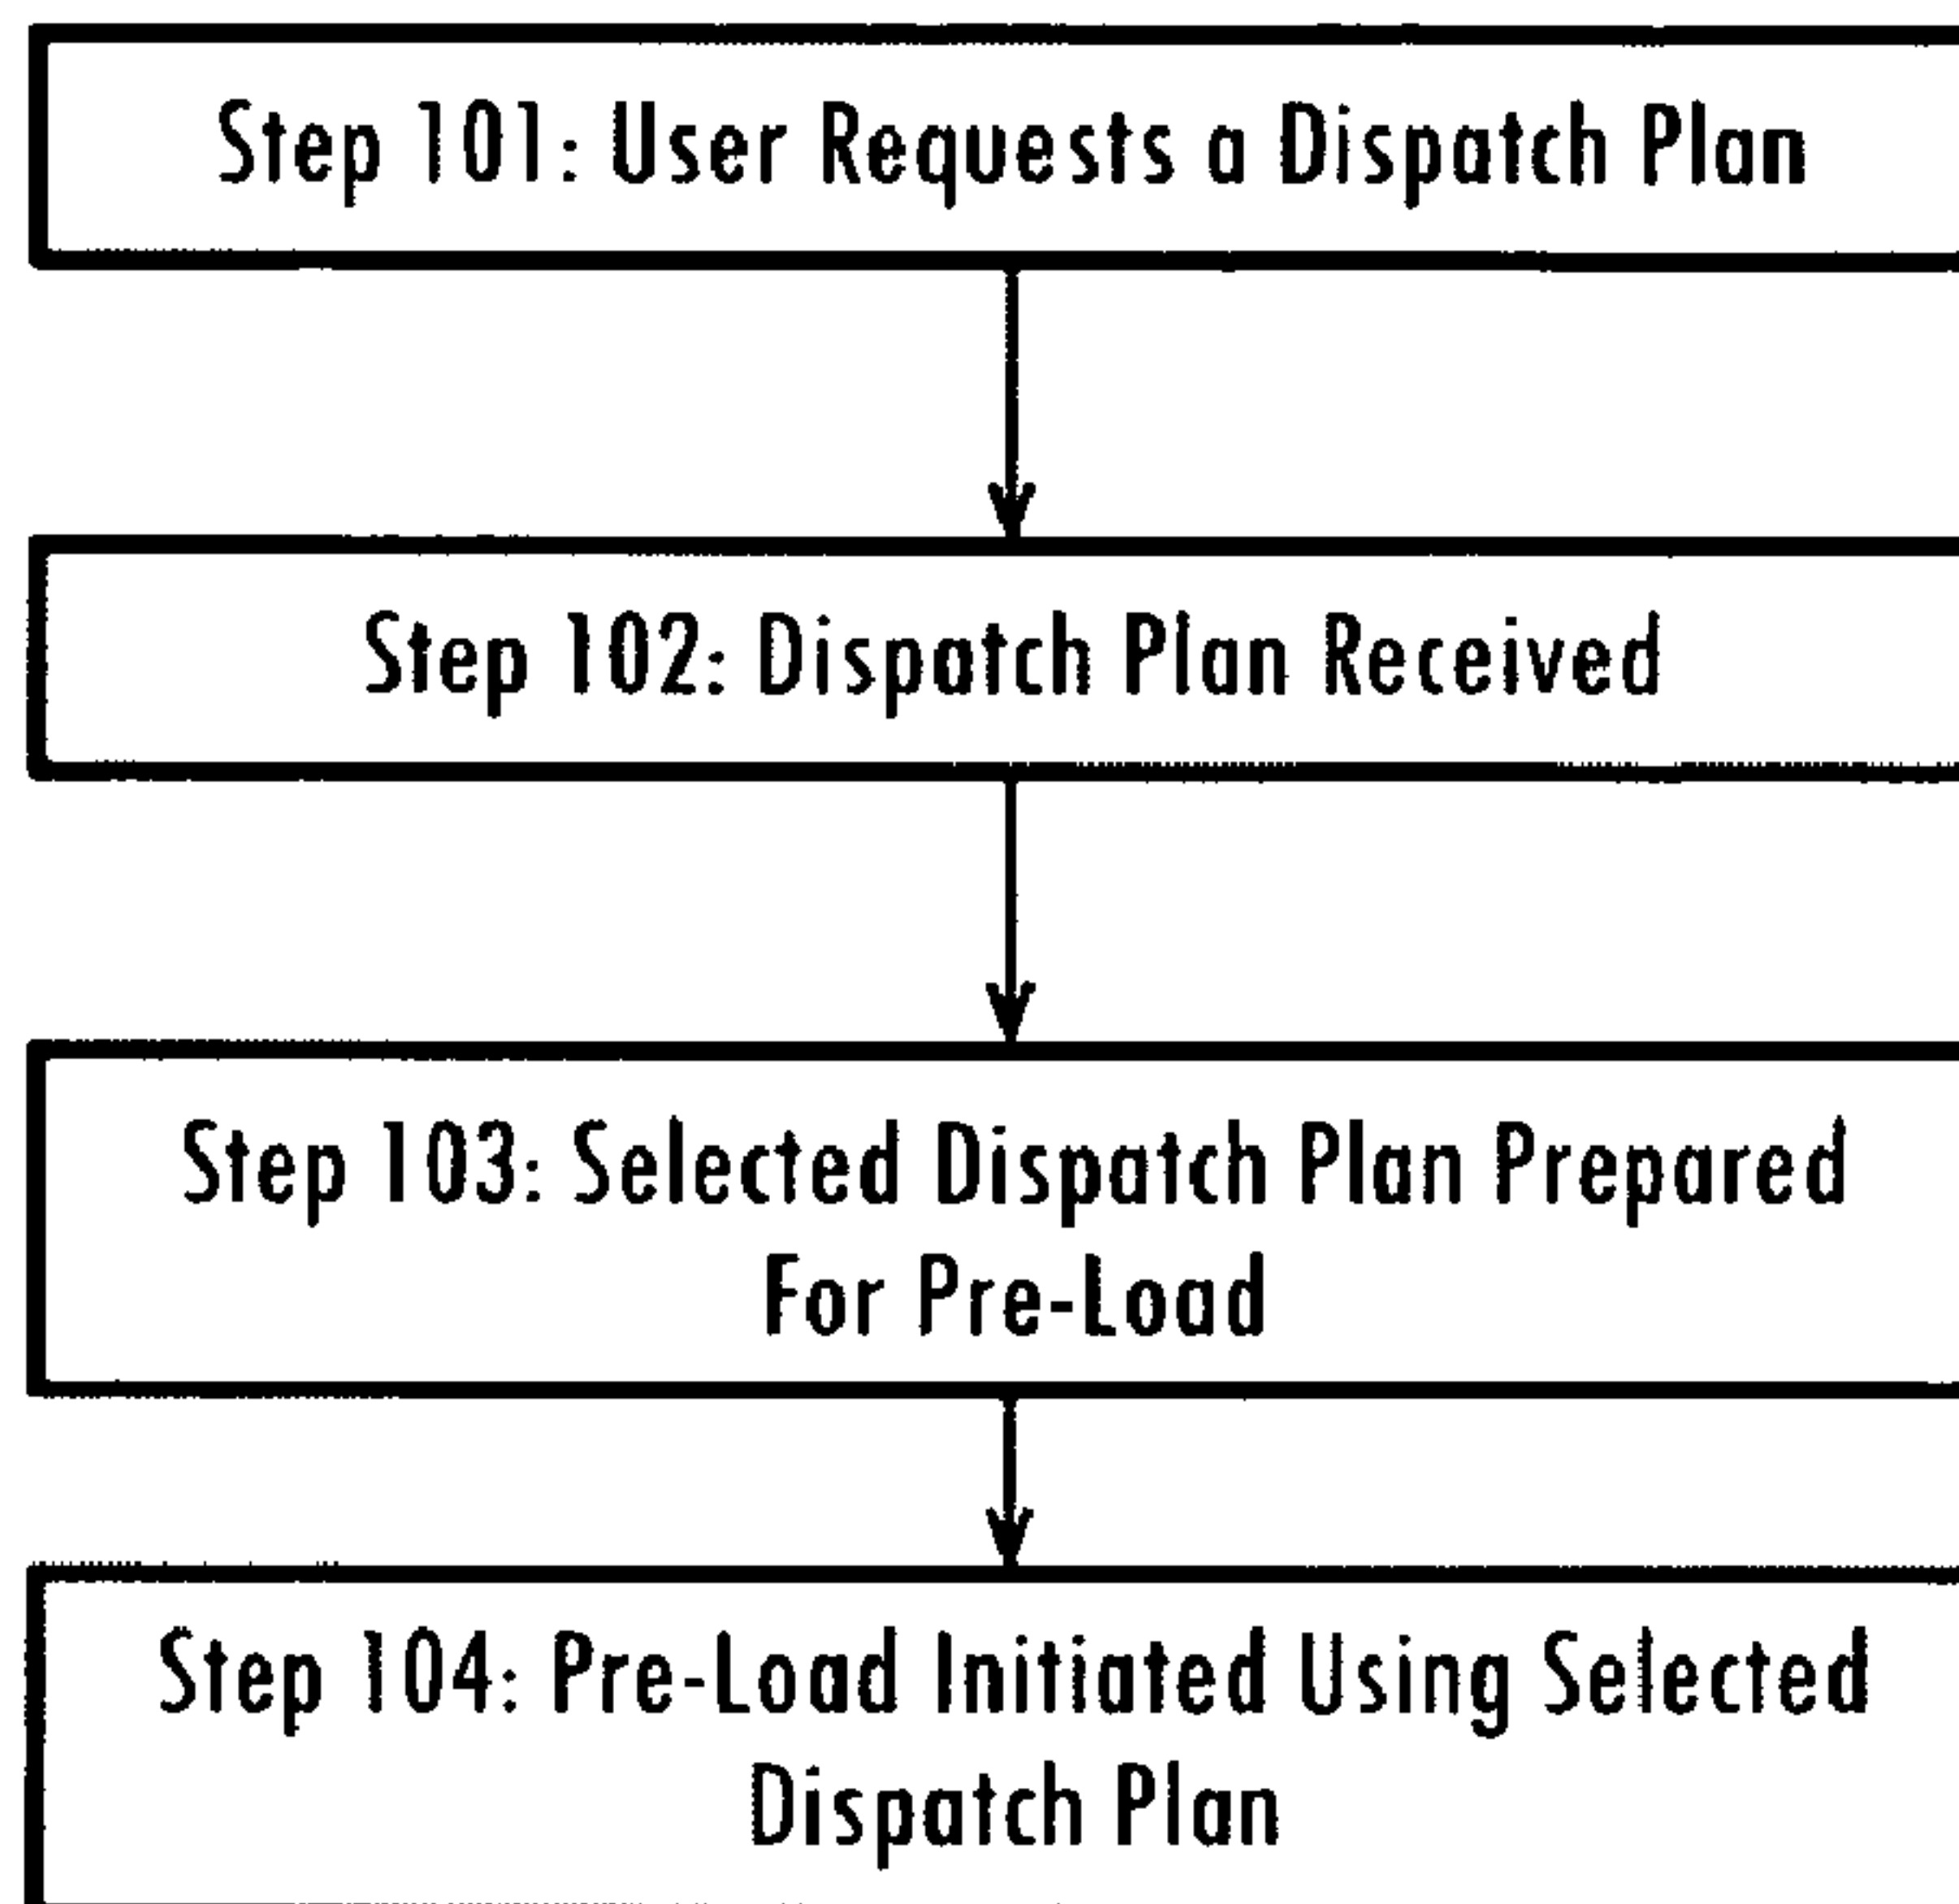 Step 101: User Requests a Dispatch Plan
Step 102: Dispatch Plan Received
Step 103: Selected Dispatch Plan Prepared
For Pre-Load
Step 104: Pre-Load Initiated Using Selected
Dispatch Plan